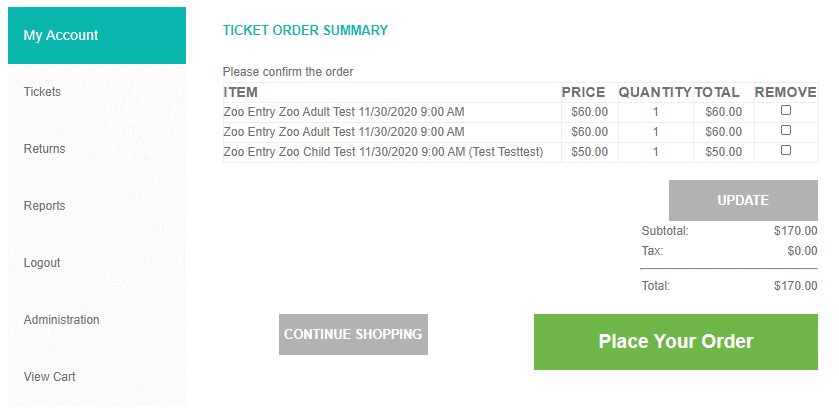 My Account
Tickets
Returns
Reports
Logout
Administration
View Cart
TICKET ORDER SUMMARY
Please confirm the order
ITEM PRICE QUANTITY TOTAL REMOVE
Zoo Entry Zoo Adult Test 11/30/2020 9:00 AM $60.00 1 $60.00
Zoo Entry Zoo Adult Test 11/30/2020 9:00 AM $60.00 1 $60.00
Zoo Entry Zoo Child Test 11/30/2020 9:00 AM (Test Testtest) $50.00 1 $50.00
UPDATE
Subtotal: $170.00
Tax: $0.00
Total: $170.00
CONTINUE SHOPPING
Place Your Order